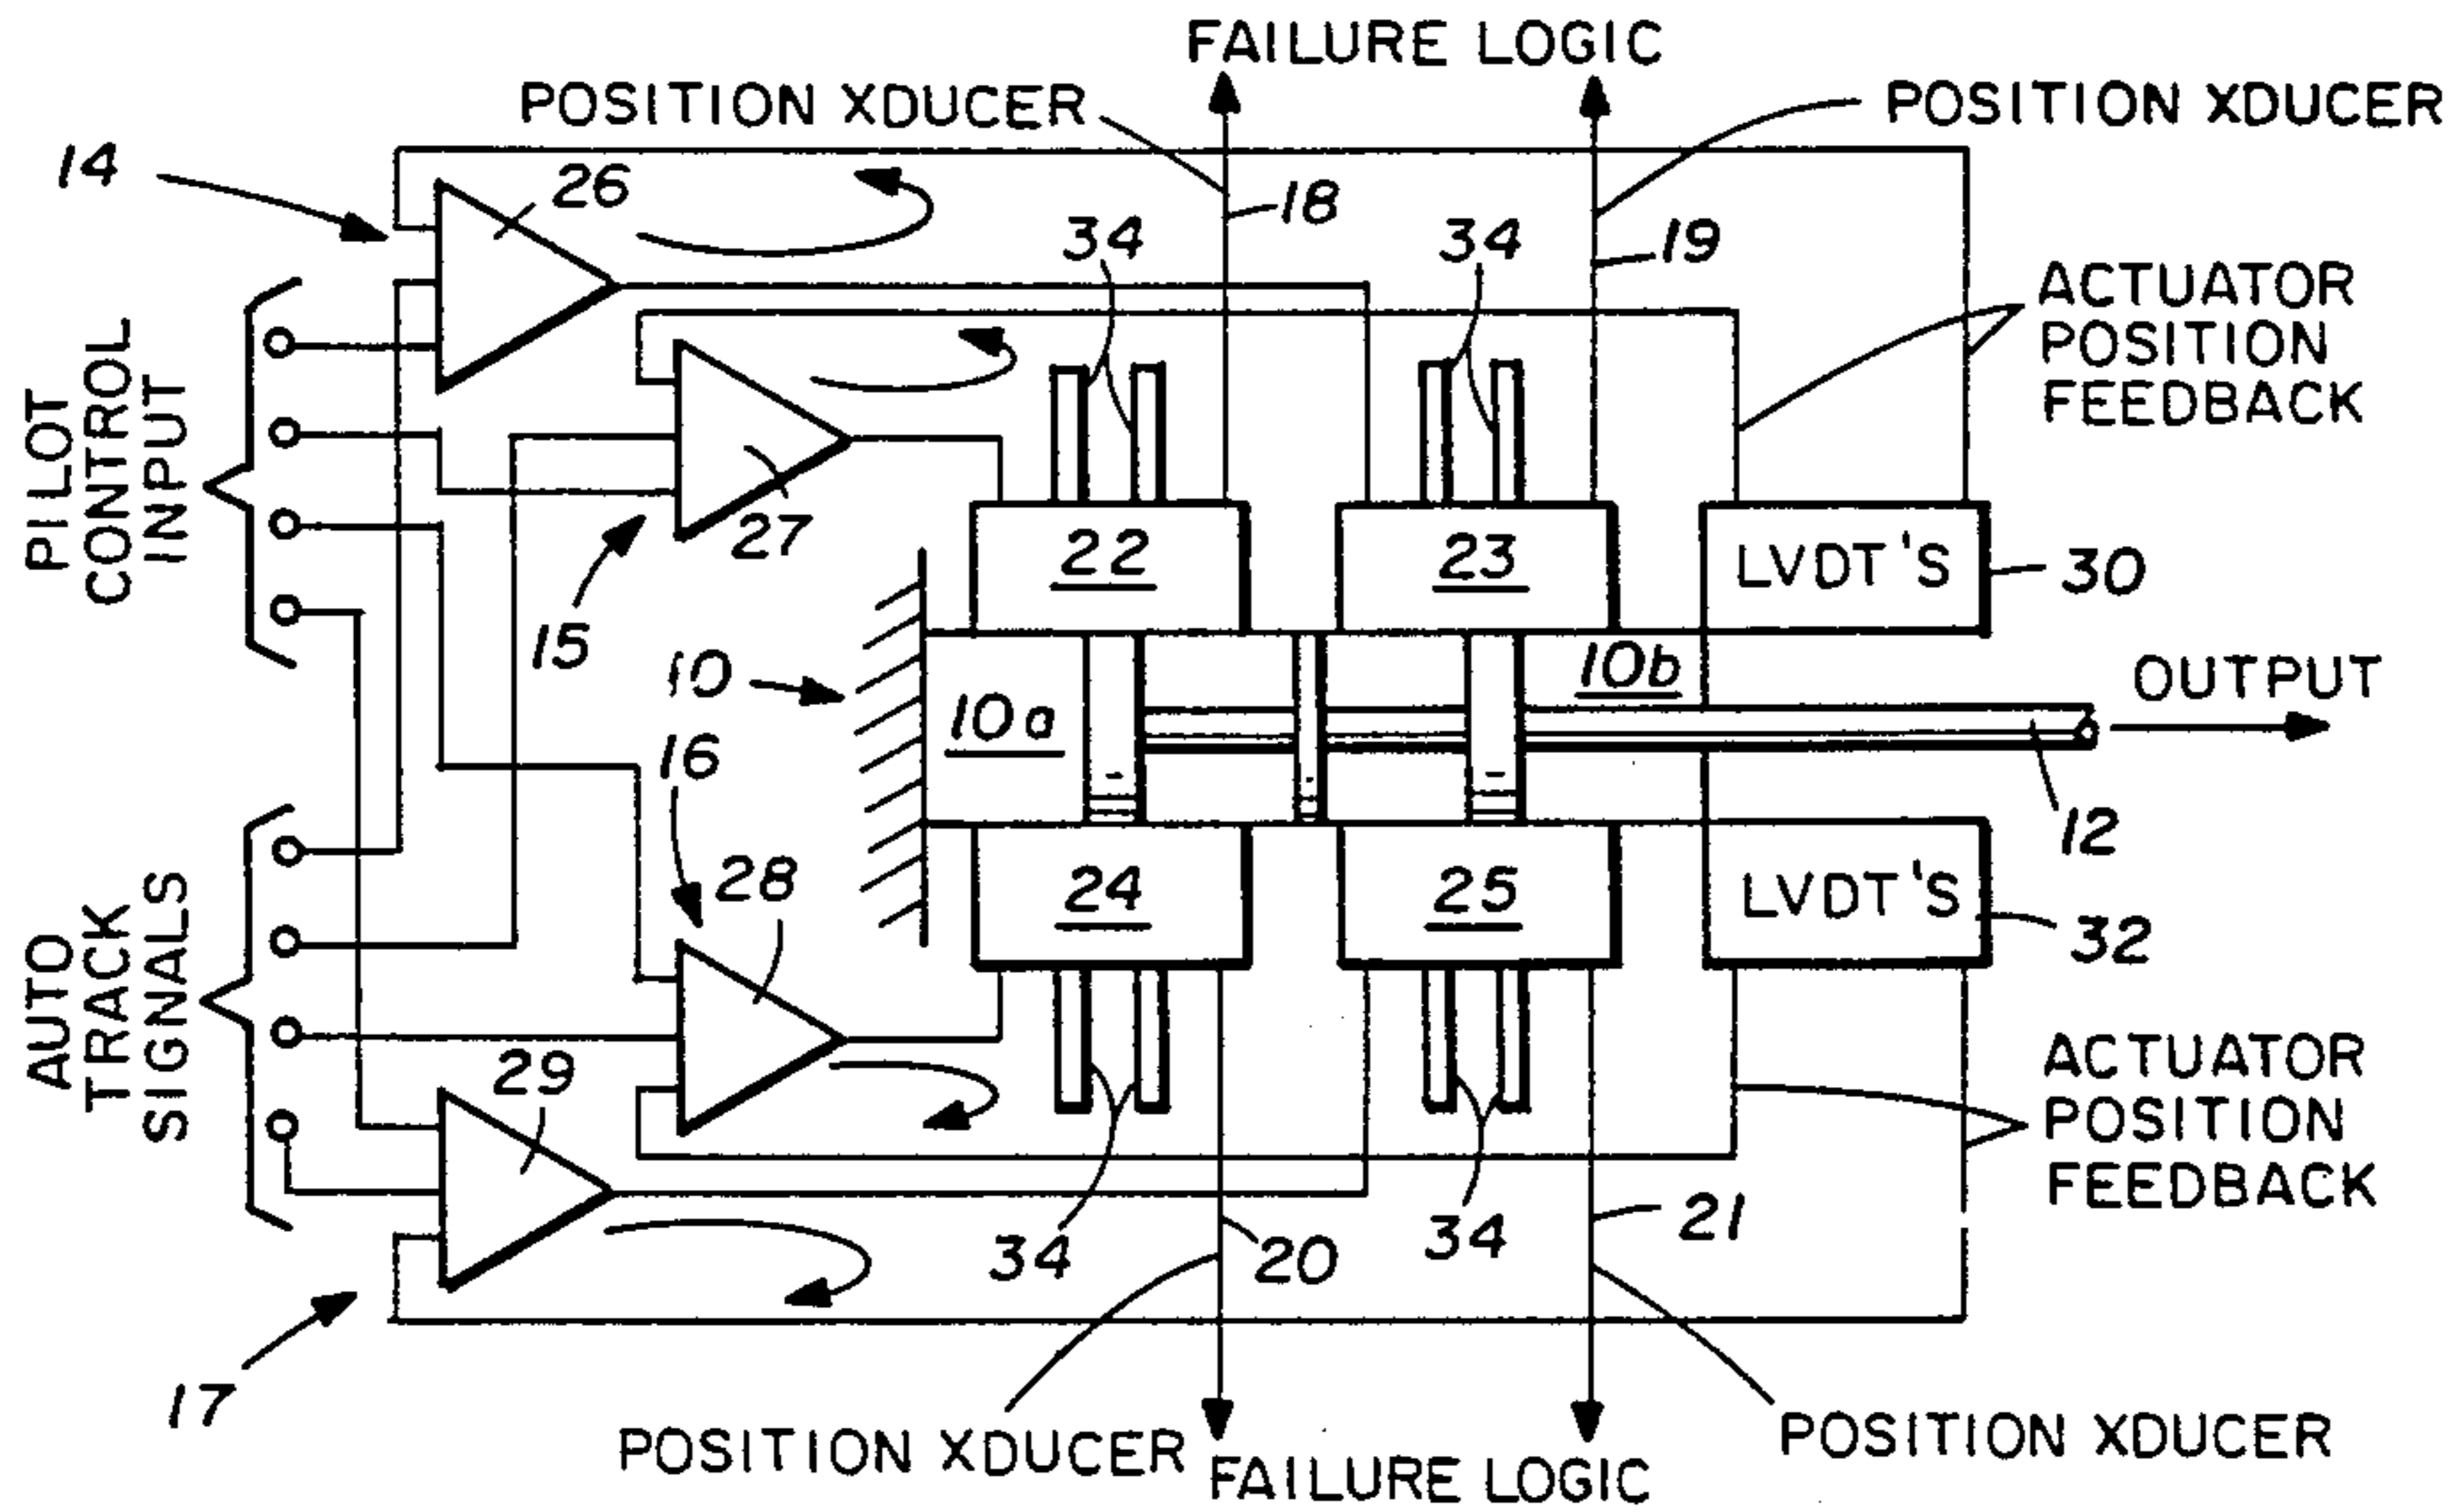 FAILURE LOGIC
POSITION XDUCER
POSITION XDUCER
14
26
18
34
34
19
ACTUATOR
POSITION
FEEDBACK
PILOT
CONTROL
INPUT
27
22
23
LVDT'S
30
15
10
10a
10b
OUTPUT
16
12
28
24
25
LVDT'S
32
AUTO
TRACK
SIGNALS
29
ACTUATOR
POSITION
FEEDBACK
34
20
34
21
17
POSITION XDUCER
FAILURE LOGIC
POSITION XDUCER